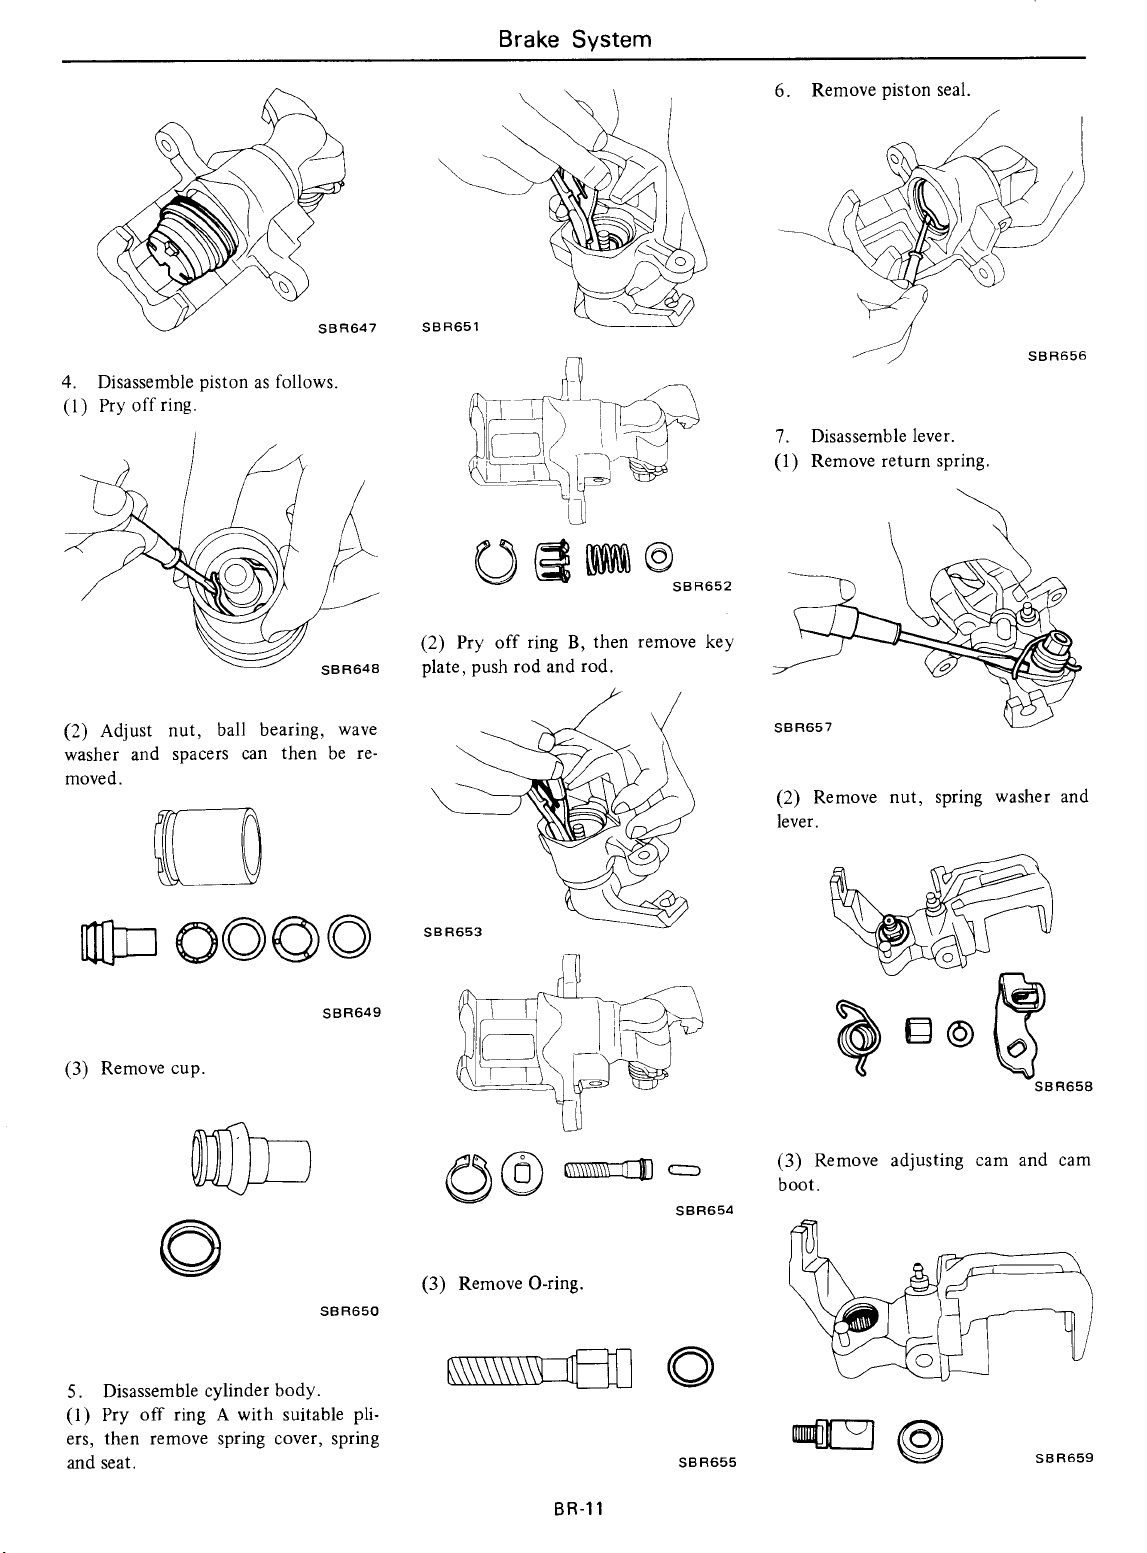 Brake System
SBR647
4. Disassemble piston as follows.
(1) Pry off ring.
SBR648
(2) Adjust nut, ball bearing, wave
washer and spacers can then be re-
moved.
SBR649
(3) Remove cup.
SBR650
5. Disassemble cylinder body.
(1) Pry off ring A with suitable pli-
ers, then remove spring cover, spring
and seat.
SBR651
SBR652
(2) Pry off ring B, then remove key
plate, push rod and rod.
SBR653
SBR654
(3) Remove O-ring.
SBR655
6. Remove piston seal.
SBR656
7. Disassemble lever.
(1) Remove return spring.
SBR657
(2) Remove nut, spring washer and
lever.
SBR658
(3) Remove adjusting cam and cam
boot.
SBR659
BR-11